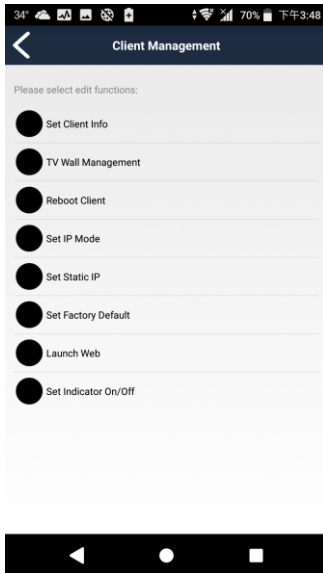 34° 70% 下午3:48
Client Management
Please select edit functions:
Set Client Info
TV Wall Management
Reboot Client
Set IP Mode
Set Static IP
Set Factory Default
Launch Web
Set Indicator On/Off